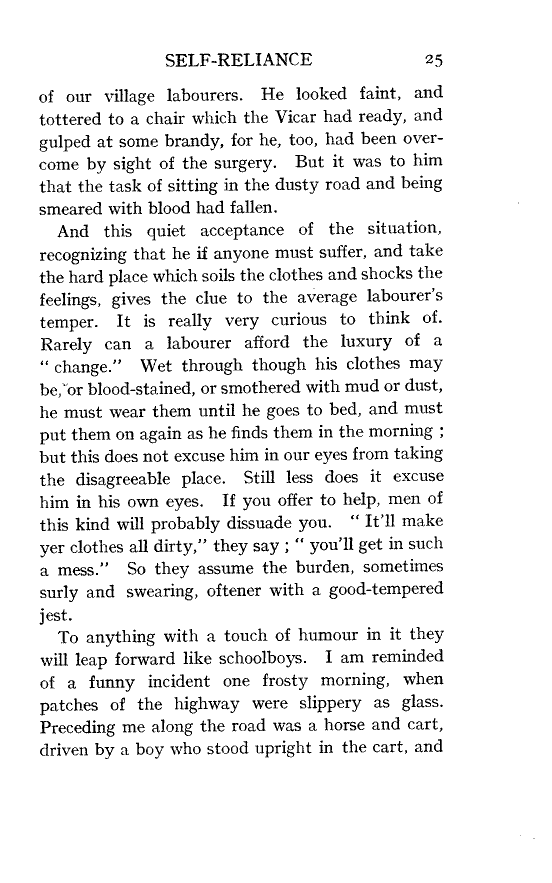 SELF-RELIANCE 25
of our village labourers. He looked faint, and
tottered to a chair which the Vicar had ready, and
gulped at some brandy, for he, too, had been over-
come by sight of the surgery. But it was to him
that the task of sitting in the dusty road and being
smeared with blood had fallen.
And this quiet acceptance of the situation,
recognizing that he if anyone must suffer, and take
the hard place which soils the clothes and shocks the
feelings, gives the clue to the average labourer's
temper. It is really very curious to think of.
Rarely can a labourer afford the luxury of a
" change." Wet through though his clothes may
be, or blood-stained, or smothered with mud or dust,
he must wear them until he goes to bed, and must
put them on again as he finds them in the morning ;
but this does not excuse him in our eyes from taking
the disagreeable place. Still less does it excuse
him in his own eyes. If you offer to help, men of
this kind will probably dissuade you. " It'll make
yer clothes all dirty," they say ; " you'll get in such
a mess." So they assume the burden, sometimes
surly and swearing, oftener with a good-tempered
jest.
To anything with a touch of humour in it they
will leap forward like schoolboys. I am reminded
of a funny incident one frosty morning, when
patches of the highway were slippery as glass.
Preceding me along the road was a horse and cart,
driven by a boy who stood upright in the cart, and